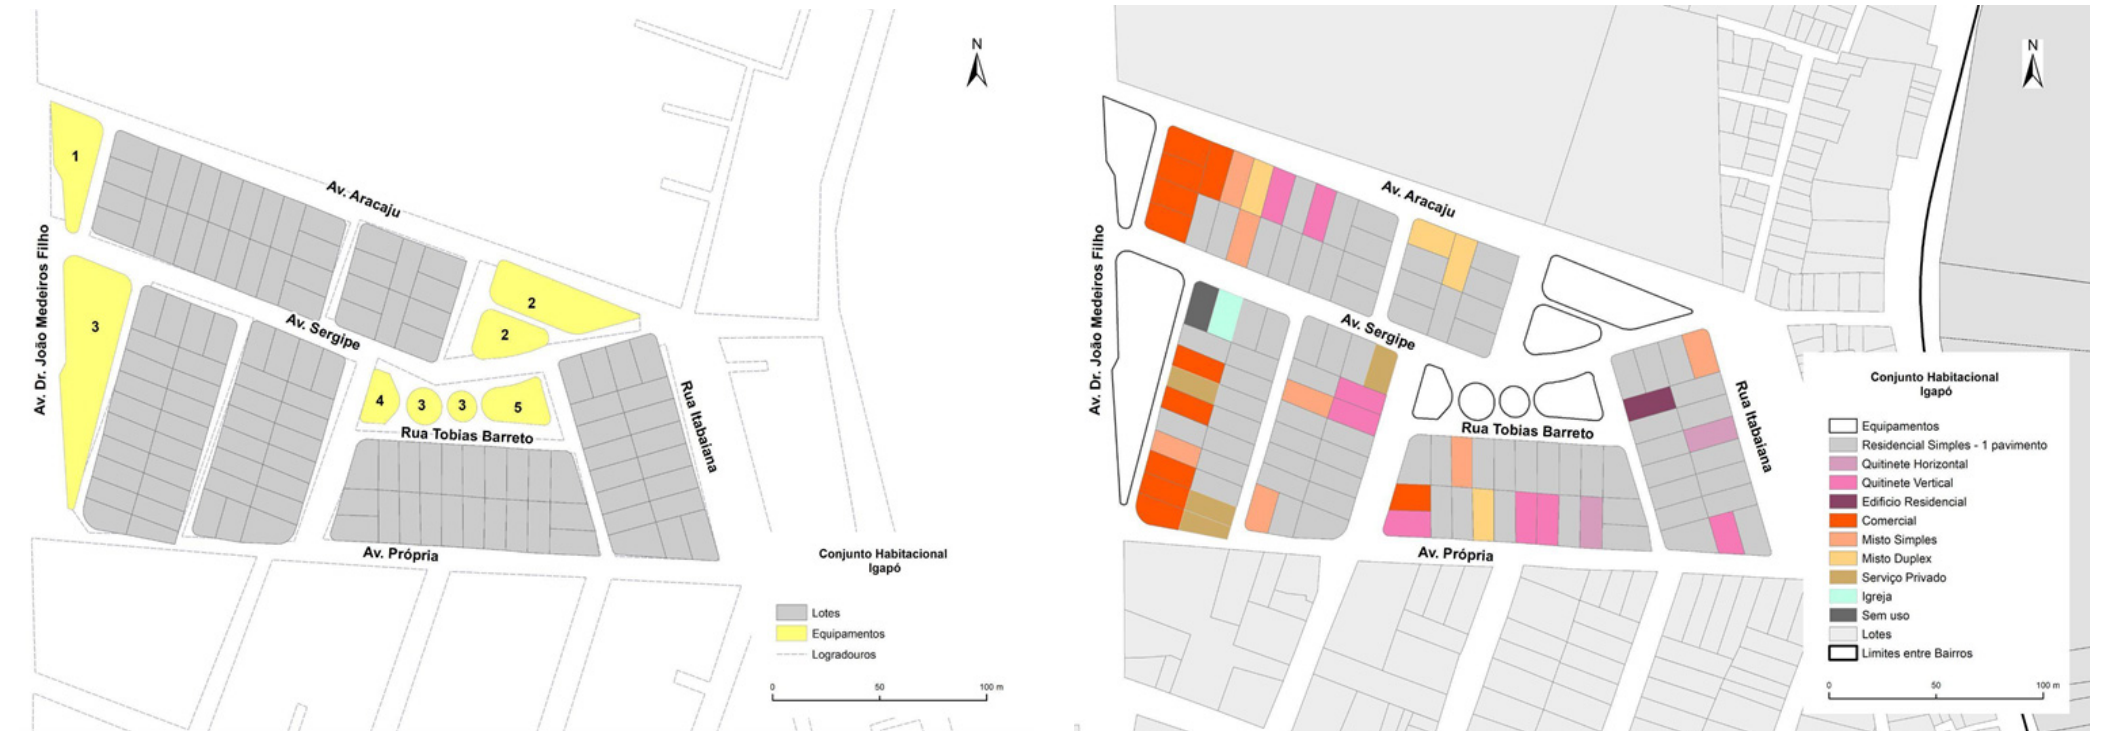 N
1
Av. Aracaju
Av. Dr. João Medeiros Filho
2
3
Av. Sergipe
2
4
3
3
5
Rua Tobias Barreto
Rua Itabaiana
Av. Própria
Conjunto Habitacional
Igapó
Lotes
Equipamentos
Logradouros
0 50 100 m
N
Av. Aracaju
Av. Dr. João Medeiros Filho
Av. Sergipe
Rua Tobias Barreto
Rua Itabaiana
Av. Própria
Conjunto Habitacional
Igapó
Equipamentos
Residencial Simples - 1 pavimento
Quitinete Horizontal
Quitinete Vertical
Edificio Residencial
Comercial
Misto Simples
Misto Duplex
Serviço Privado
Igreja
Sem uso
Lotes
Limites entre Bairros
0 50 100 m